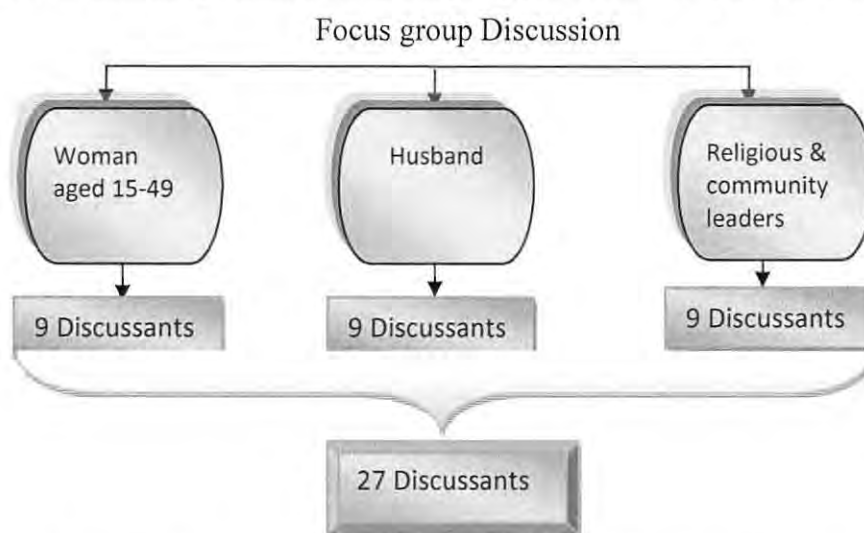 Focus group Discussion
Woman
aged 15-49
Husband
Religious &
community
leaders
9 Discussants
9 Discussants
9 Discussants
27 Discussants